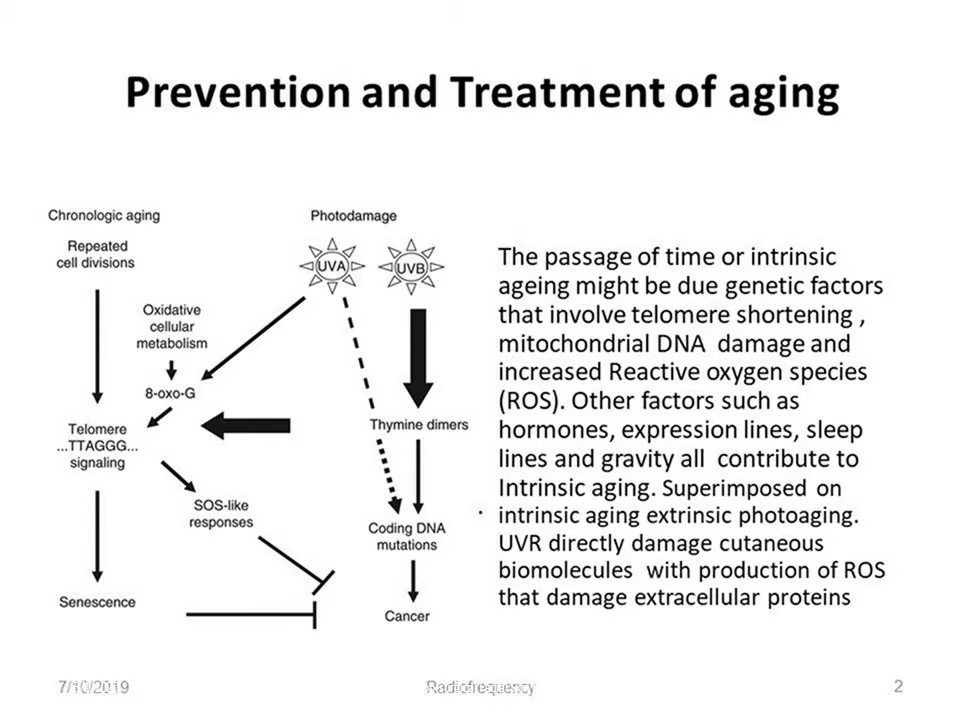 Prevention and Treatment of aging
Chronologic aging
Repeated
cell divisions
Oxidative
cellular
metabolism
8-oxo-G
Telomere
...TTAGGG...
signaling
SOS-like
responses
Senescence
Photodamage
UVA
UVB
Thymine dimers
Coding DNA
mutations
Cancer
The passage of time or intrinsic
ageing might be due genetic factors
that involve telomere shortening ,
mitochondrial DNA damage and
increased Reactive oxygen species
(ROS). Other factors such as
hormones, expression lines, sleep
lines and gravity all contribute to
Intrinsic aging. Superimposed on
intrinsic aging extrinsic photoaging.
UVR directly damage cutaneous
biomolecules with production of ROS
that damage extracellular proteins
7/10/2019
Radiofrequency
2